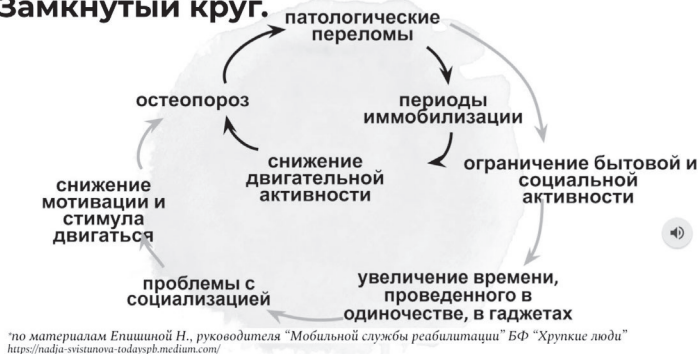 Замкнутый круг.
патологические
переломы
остеопороз
периоды
иммобилизации
снижение
двигательной
активности
ограничение бытовой и
социальной
активности
снижение
мотивации и
стимула
двигаться
проблемы с
социализацией
увеличение времени,
проведенного в
одиночестве, в гаджетах
*по материалам Епишиной Н., руководителя “Мобильной службы реабилитации” БФ “Хрупкие люди”
https://nadja-svistunova-todayspb.medium.com/